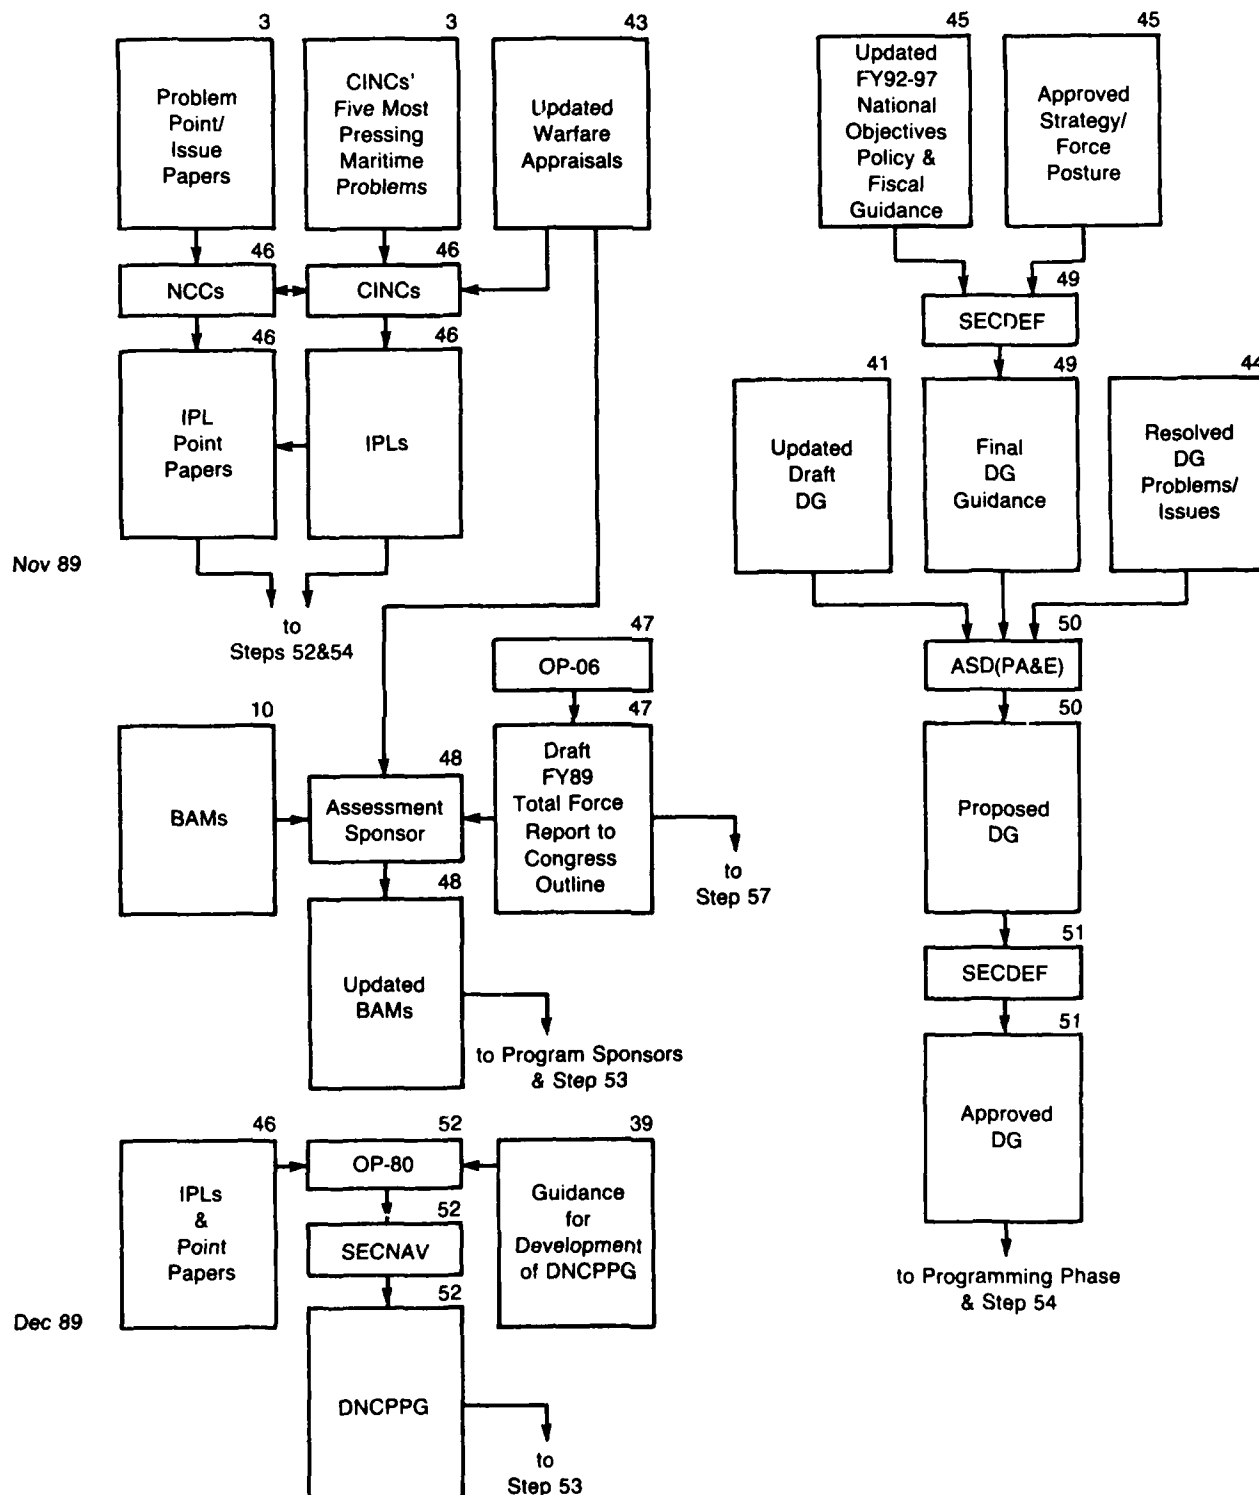 3
Problem
Point/
Issue
Papers
3
CINCs'
Five Most
Pressing
Maritime
Problems
43
Updated
Warfare
Appraisals
46
NCCs
46
CINCs
46
IPL
Point
Papers
46
IPLs
Nov 89
to
Steps 52&54
47
OP-06
10
BAMs
48
Assessment
Sponsor
47
Draft
FY89
Total Force
Report to
Congress
Outline
to
Step 57
48
Updated
BAMs
to Program Sponsors
& Step 53
46
IPLs
&
Point
Papers
52
OP-80
39
Guidance
for
Development
of DNCPPG
52
SECNAV
Dec 89
52
DNCPPG
to
Step 53
45
Updated
FY92-97
National
Objectives
Policy &
Fiscal
Guidance
45
Approved
Strategy/
Force
Posture
49
SECDEF
41
Updated
Draft
DG
49
Final
DG
Guidance
44
Resolved
DG
Problems/
Issues
50
ASD(PA&E)
50
Proposed
DG
51
SECDEF
51
Approved
DG
to Programming Phase
& Step 54